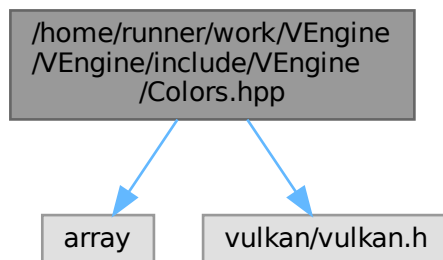 /home/runner/work/VEngine
/VEngine/include/VEngine
/Colors.hpp
array
vulkan/vulkan.h